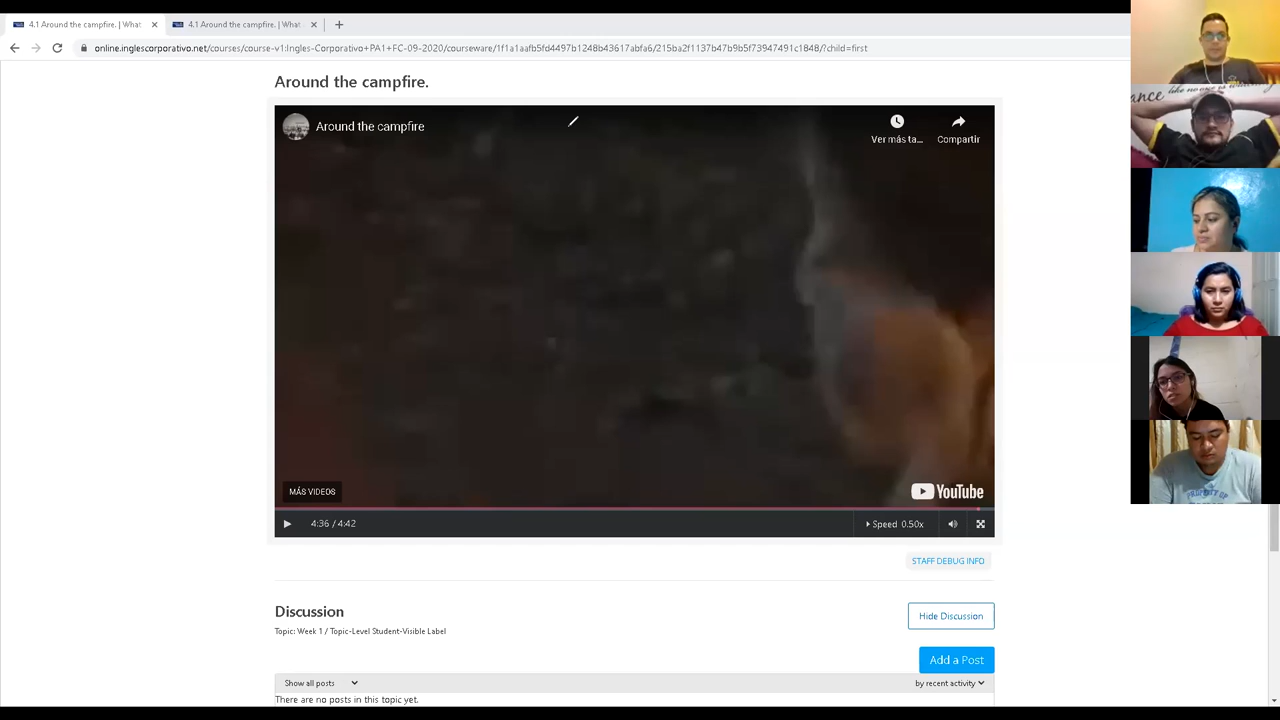 4.1 Around the campfire. | What
4.1 Around the campfire. | What
online.inglescorporativo.net/courses/course-v1:Ingles-Corporativo+PA1+FC-09-2020/courseware/1f1a1aafb5fd4497b1248b43617abfa6/215ba2f1137b47b9b5f73947491c1848/?child=first
Around the campfire.
Around the campfire
Ver más ta...
Compartir
MÁS VIDEOS
YouTube
4:36 / 4:42
Speed 0.50x
STAFF DEBUG INFO
Discussion
Hide Discussion
Topic: Week 1 / Topic-Level Student-Visible Label
Add a Post
Show all posts
by recent activity
There are no posts in this topic yet.